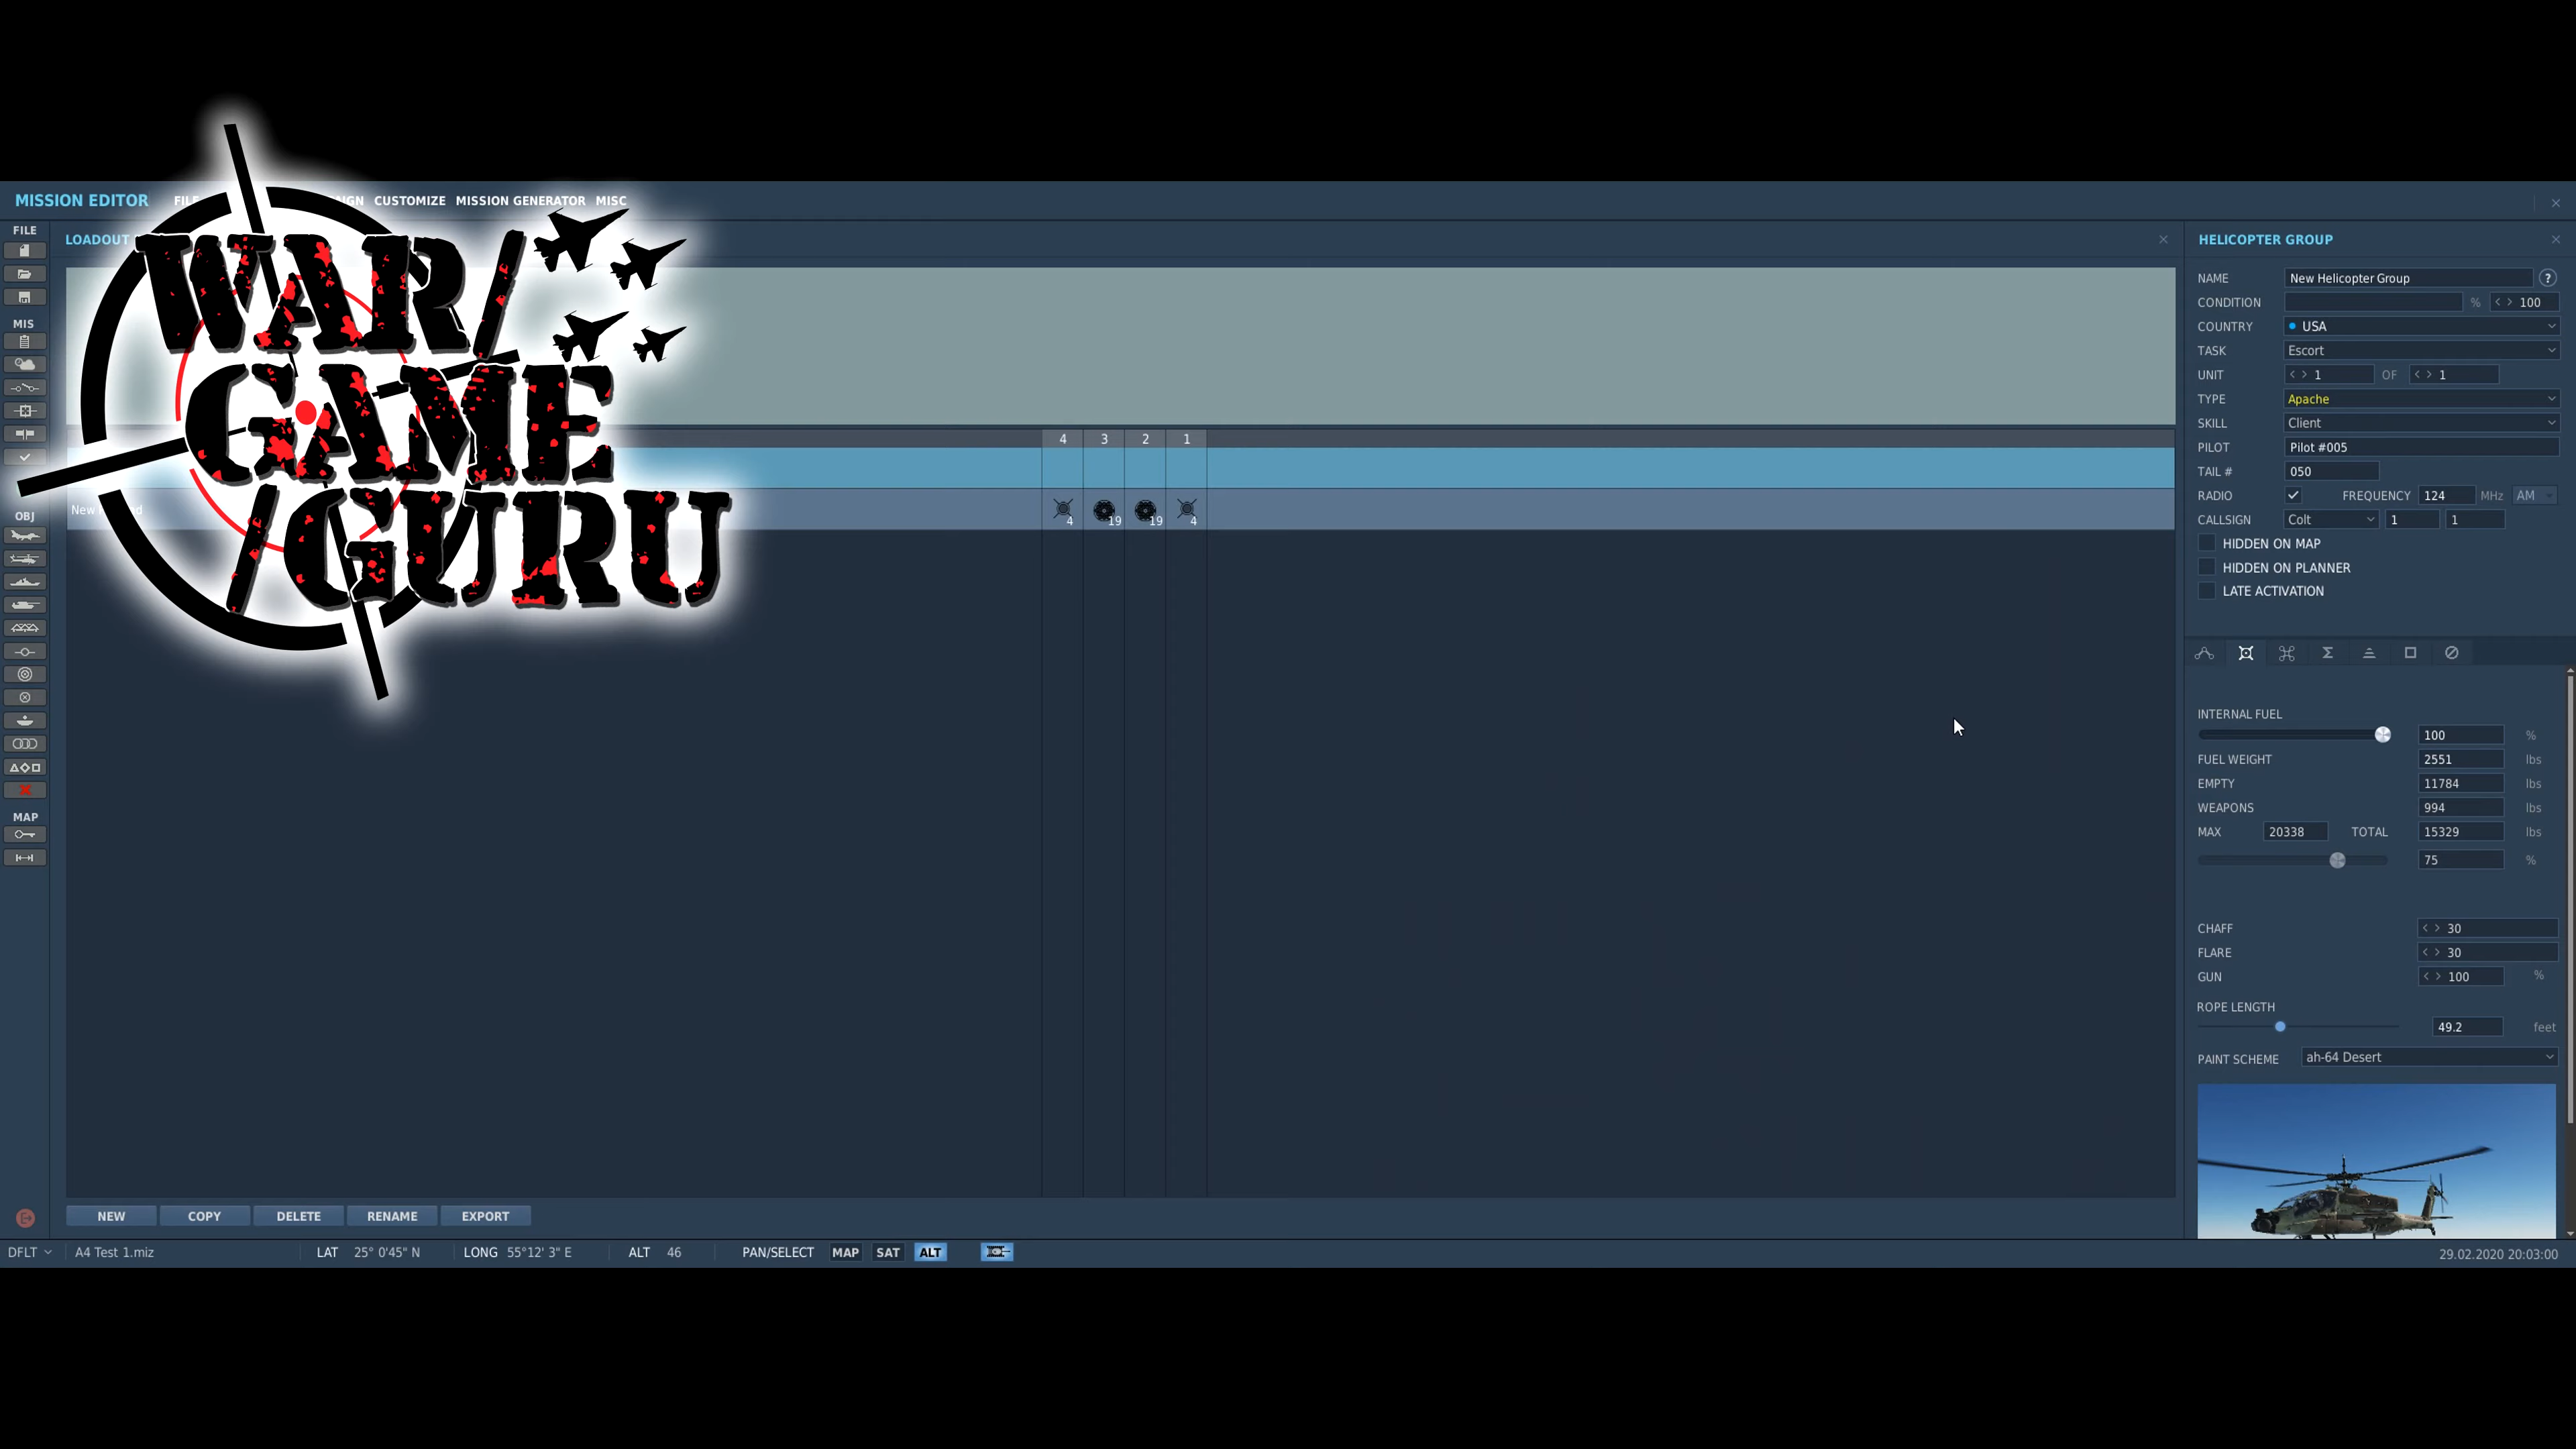 MISSION EDITOR CUSTOMIZE MISSION GENERATOR MISC
FILE
LOADOUT
HELICOPTER GROUP
WAR/
GAME
/GURU
MIS
OBJ
MAP
4 3 2 1
New
4 19 19 4
NAME New Helicopter Group ?
CONDITION % < > 100
COUNTRY USA
TASK Escort
UNIT < > 1 OF < > 1
TYPE Apache
SKILL Client
PILOT Pilot #005
TAIL # 050
RADIO FREQUENCY 124 MHz AM
CALLSIGN Colt 1 1
HIDDEN ON MAP
HIDDEN ON PLANNER
LATE ACTIVATION
INTERNAL FUEL
100 %
FUEL WEIGHT 2551 lbs
EMPTY 11784 lbs
WEAPONS 994 lbs
MAX 20338 TOTAL 15329 lbs
75 %
CHAFF < > 30
FLARE < > 30
GUN < > 100 %
ROPE LENGTH
49.2 feet
PAINT SCHEME ah-64 Desert
NEW COPY DELETE RENAME EXPORT
DFLT A4 Test 1.miz LAT 25° 0'45" N LONG 55°12' 3" E ALT 46 PAN/SELECT MAP SAT ALT 29.02.2020 20:03:00